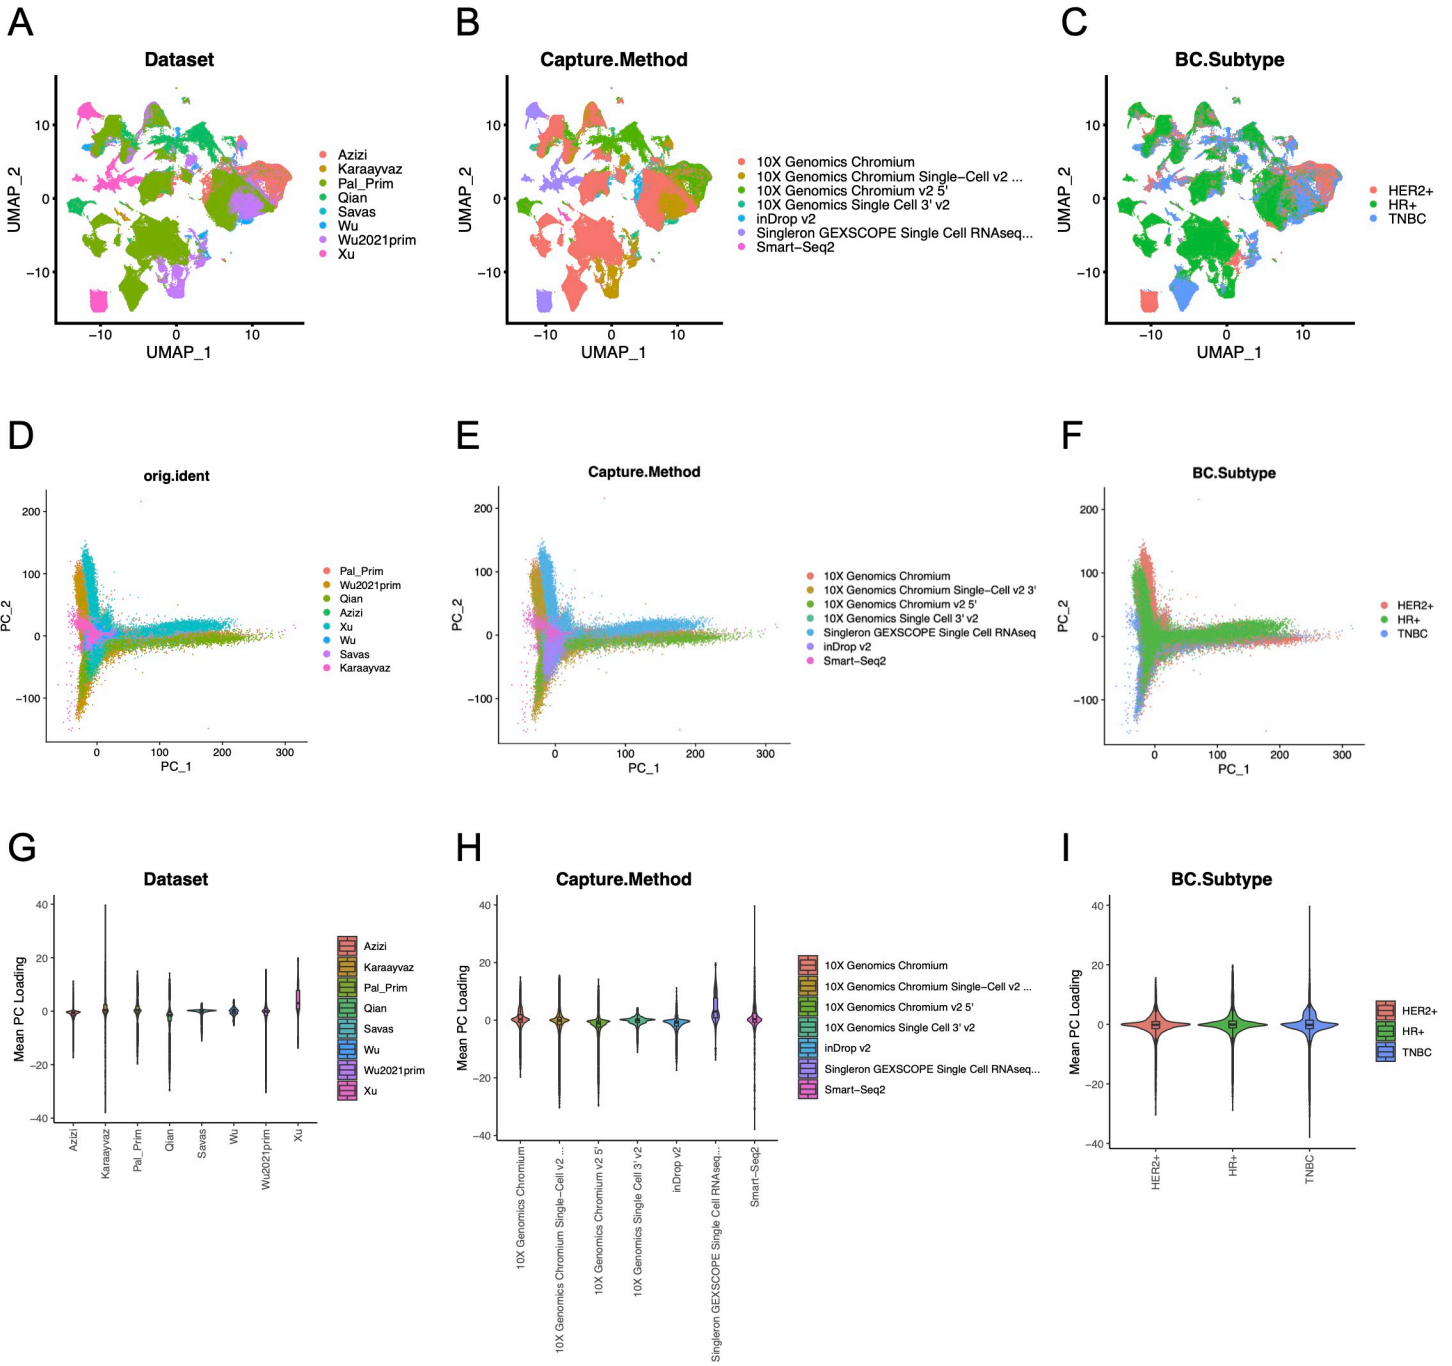 A
Dataset
UMAP_2
10
0
−10
−10
0
10
UMAP_1
Azizi
Karaayvaz
Pal_Prim
Qian
Savas
Wu
Wu2021prim
Xu
B
Capture.Method
UMAP_2
10
0
−10
−10
0
10
UMAP_1
10X Genomics Chromium
10X Genomics Chromium Single−Cell v2 ...
10X Genomics Chromium v2 5'
10X Genomics Single Cell 3' v2
inDrop v2
Singleron GEXSCOPE Single Cell RNAseq...
Smart−Seq2
C
BC.Subtype
UMAP_2
10
0
−10
−10
0
10
UMAP_1
HER2+
HR+
TNBC
D
orig.ident
PC_2
200
100
0
−100
0
100
200
300
PC_1
Pal_Prim
Wu2021prim
Qian
Azizi
Xu
Wu
Savas
Karaayvaz
E
Capture.Method
PC_2
200
100
0
−100
0
100
200
300
PC_1
10X Genomics Chromium
10X Genomics Chromium Single−Cell v2 3'
10X Genomics Chromium v2 5'
10X Genomics Single Cell 3' v2
Singleron GEXSCOPE Single Cell RNAseq
inDrop v2
Smart−Seq2
F
BC.Subtype
PC_2
200
100
0
−100
0
100
200
300
PC_1
HER2+
HR+
TNBC
G
Dataset
Mean PC Loading
40
20
0
−20
−40
Azizi
Karaayvaz
Pal_Prim
Qian
Savas
Wu
Wu2021prim
Xu
Azizi
Karaayvaz
Pal_Prim
Qian
Savas
Wu
Wu2021prim
Xu
H
Capture.Method
Mean PC Loading
40
20
0
−20
−40
10X Genomics Chromium
10X Genomics Chromium Single−Cell v2 ...
10X Genomics Chromium v2 5'
10X Genomics Single Cell 3' v2
inDrop v2
Singleron GEXSCOPE Single Cell RNAseq...
Smart−Seq2
10X Genomics Chromium
10X Genomics Chromium Single−Cell v2 ...
10X Genomics Chromium v2 5'
10X Genomics Single Cell 3' v2
inDrop v2
Singleron GEXSCOPE Single Cell RNAseq...
Smart−Seq2
I
BC.Subtype
Mean PC Loading
40
20
0
−20
−40
HER2+
HR+
TNBC
HER2+
HR+
TNBC